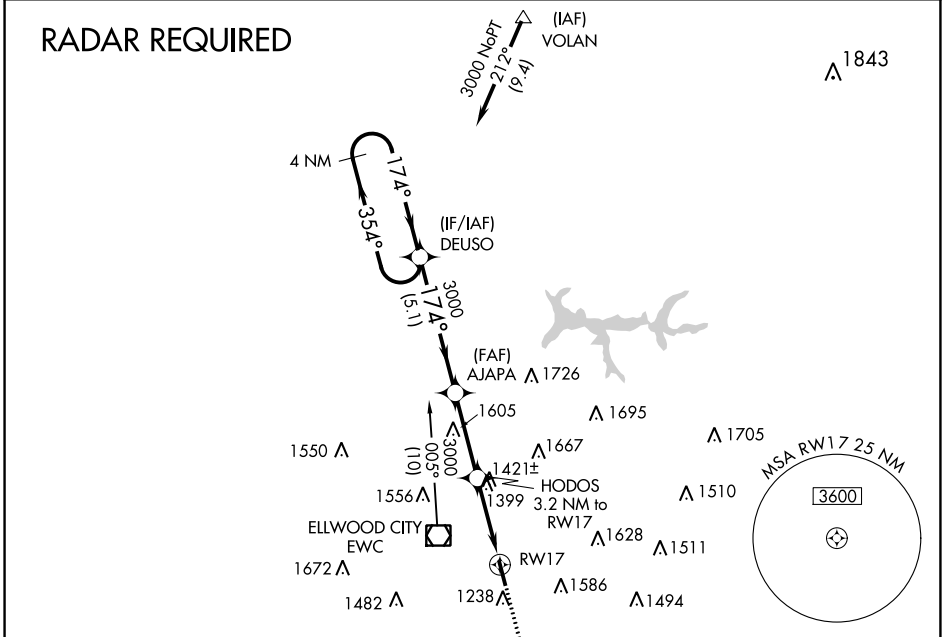 RADAR REQUIRED
(IAF)
VOLAN
3000 NoPT
212°
(9.4)
1843
4 NM
174°
354°
(IF/IAF)
DEUSO
3000
174°
(5.1)
(FAF)
AJAPA
1726
1605
1695
1705
1550
3000
005°
(10)
1667
MSA RW17 25 NM
1421±
1399
HODOS
3.2 NM to
RW17
1556
1510
3600
ELLWOOD CITY
EWC
1628
1511
RW17
1672
1586
1482
1238
1494